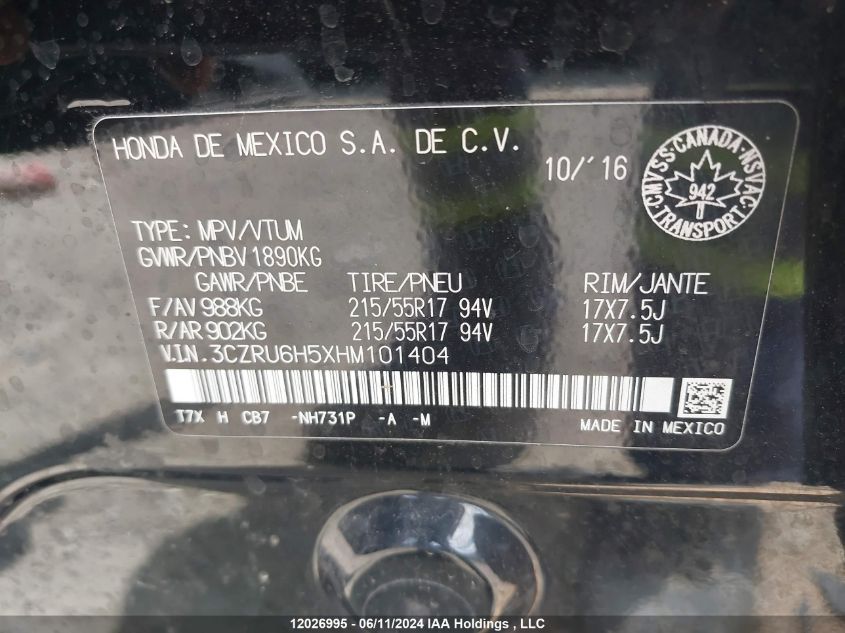 HONDA DE MEXICO S.A. DE C.V.
10/'16
CMVSS·CANADA·NSVAC
942
TRANSPORT
TYPE: MPV/VTUM
GVWR/PNBV 1890KG
GAWR/PNBE TIRE/PNEU RIM/JANTE
F/AV 988KG 215/55R17 94V 17X7.5J
R/AR 902KG 215/55R17 94V 17X7.5J
V.I.N. 3CZRU6H5XHM101404
T7X H CB7 -NH731P -A -M
MADE IN MEXICO
12026995 - 06/11/2024 IAA Holdings , LLC